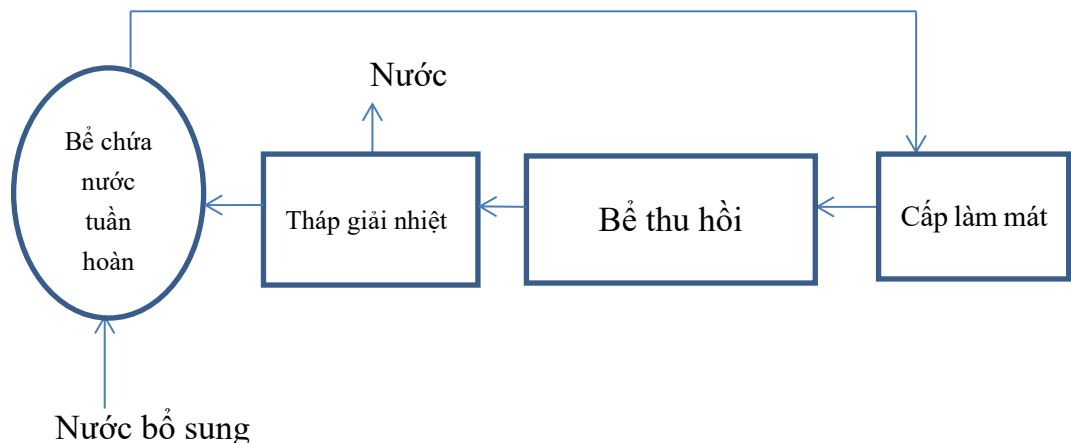 Nước
Bể chứa
nước
tuần
hoàn
Tháp giải nhiệt
Bể thu hồi
Cấp làm mát
Nước bổ sung